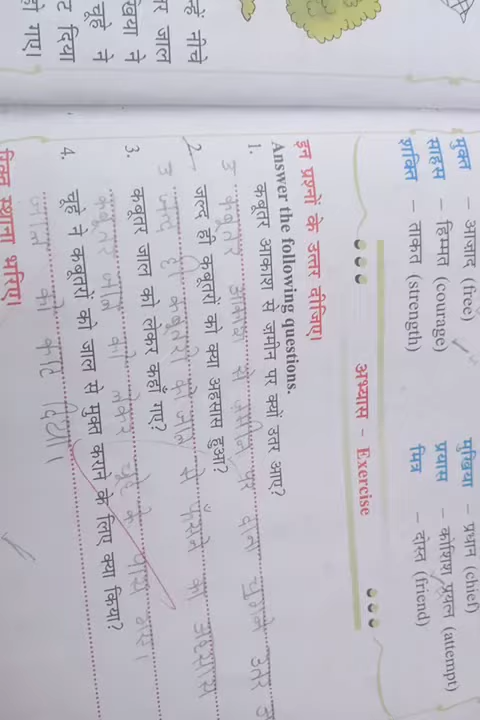 मुक्त – आज़ाद (free)
मुखिया – प्रधान (chief)
साहस – हिम्मत (courage)
प्रयास – कोशिश, प्रयत्न (attempt)
शक्ति – ताकत (strength)
मित्र – दोस्त (friend)
अभ्यास - Exercise
इन प्रश्नों के उत्तर दीजिए।
Answer the following questions.
1. कबूतर आकाश से ज़मीन पर क्यों उतर आए?
उ कबूतर आकाश से जमीन पर दाना चुगने उतर
2. जल्द ही कबूतरों को क्या अहसास हुआ?
उ जल्द ही कबूतरों को जाल में फँसने का अहसास
3. कबूतर जाल को लेकर कहाँ गए?
कबूतर जाल को लेकर चूहे के पास गए।
4. चूहे ने कबूतरों को जाल से मुक्त कराने के लिए क्या किया?
जाल को काट दिया।
रिक्त स्थान भरिए।
नीचे
जाल
ने
चूहे ने
दिया
गए।